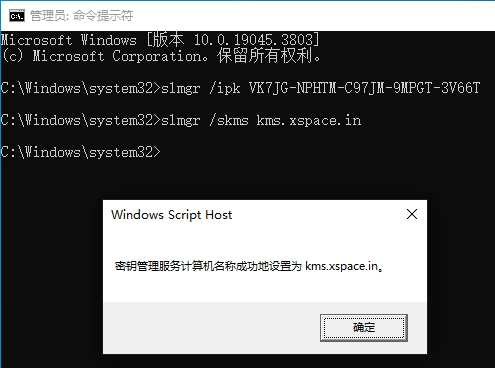 管理员: 命令提示符
Microsoft Windows [版本 10.0.19045.3803]
(c) Microsoft Corporation。保留所有权利。
C:\Windows\system32>slmgr /ipk VK7JG-NPHTM-C97JM-9MPGT-3V66T
C:\Windows\system32>slmgr /skms kms.xspace.in
C:\Windows\system32>
Windows Script Host
密钥管理服务计算机名称成功地设置为 kms.xspace.in。
确定